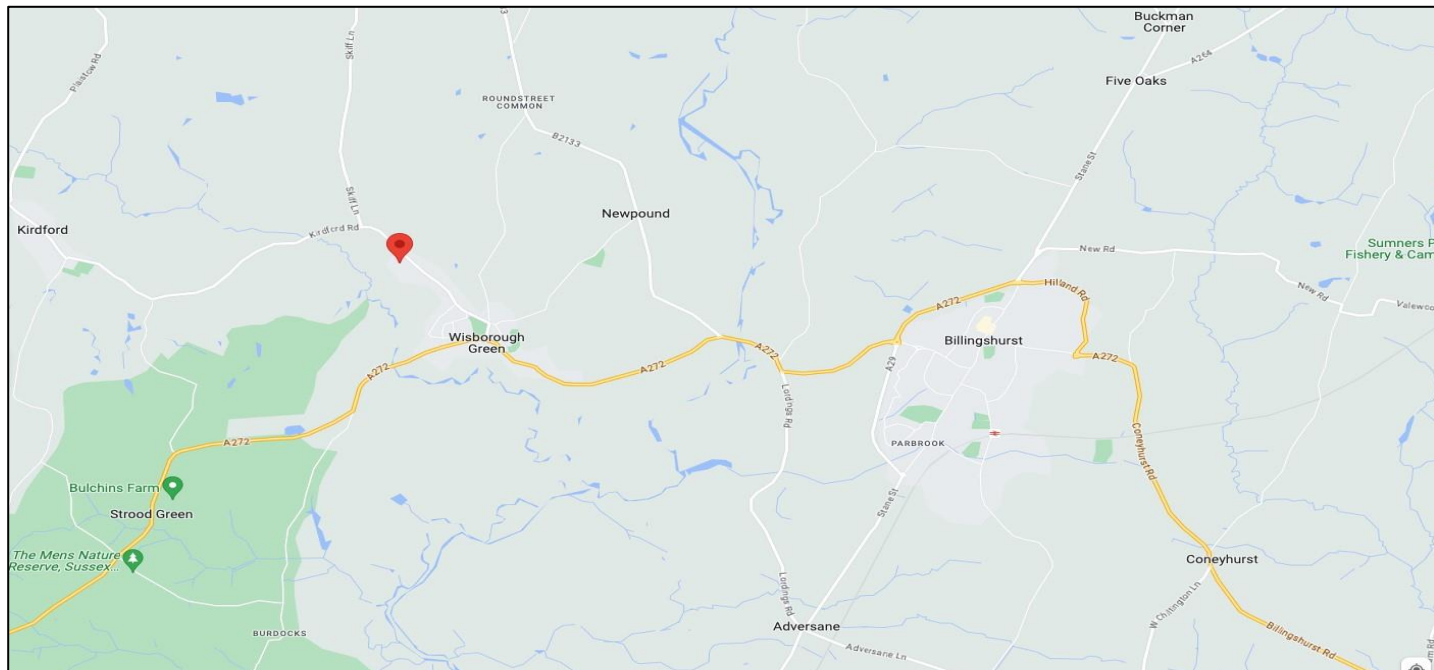 Buckman
Corner
A264
Five Oaks
Plaistow Rd
Skiff Ln
ROUNDSTREET
COMMON
B2133
Stane St
Skiff Ln
Newpound
Kirdford
Kirdford Rd
New Rd
Sumners P
Fishery & Cam
New Rd
Valewco
Hilland Rd
A272
Wisborough
Green
A272
Billingshurst
A272
A29
A272
A272
Lordings Rd
A272
PARBROOK
Coneyhurst Rd
Bulchins Farm
Strood Green
Stane St
The Mens Nature
Reserve, Sussex...
Coneyhurst
Lordings Rd
W Chiltington Ln
BURDOCKS
Adversane
Adversane Ln
Billingshurst Rd